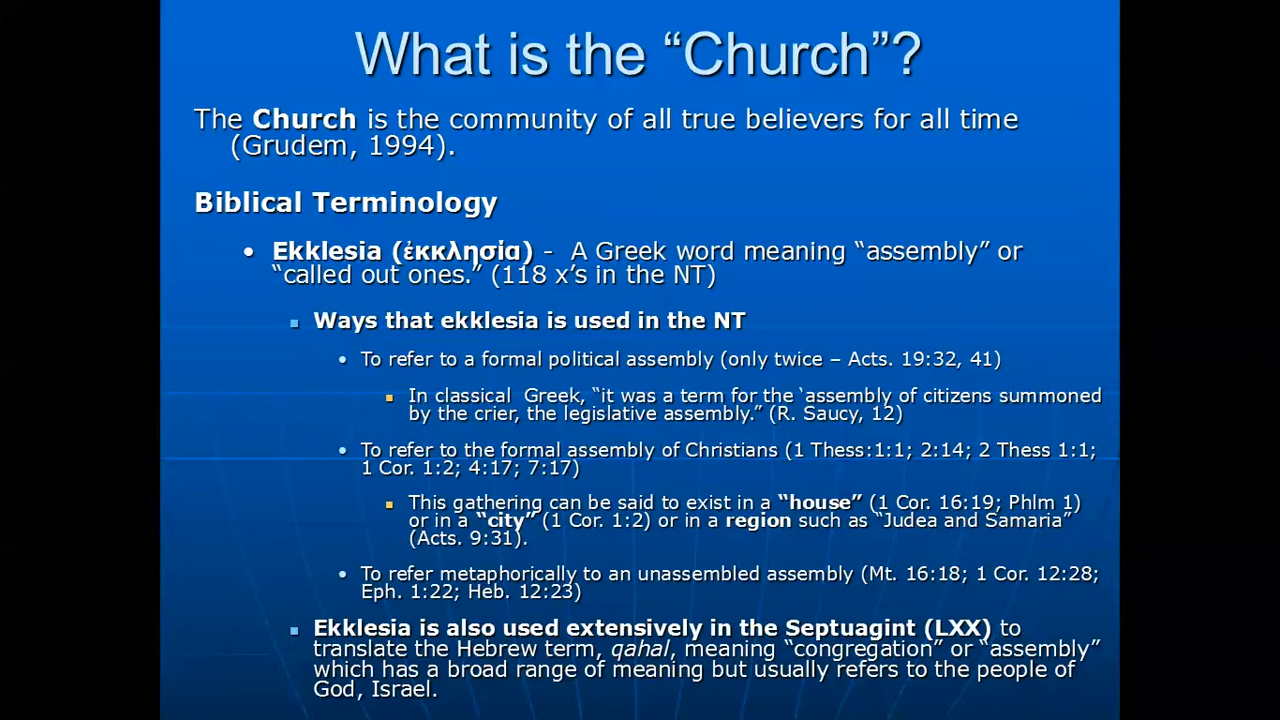 What is the “Church”?
The Church is the community of all true believers for all time
(Grudem, 1994).
Biblical Terminology
• Ekklesia (ἐκκλησία) - A Greek word meaning “assembly” or
“called out ones.” (118 x’s in the NT)
▪ Ways that ekklesia is used in the NT
• To refer to a formal political assembly (only twice – Acts. 19:32, 41)
▪ In classical Greek, “it was a term for the ‘assembly of citizens summoned
by the crier, the legislative assembly.” (R. Saucy, 12)
• To refer to the formal assembly of Christians (1 Thess:1:1; 2:14; 2 Thess 1:1;
1 Cor. 1:2; 4:17; 7:17)
▪ This gathering can be said to exist in a “house” (1 Cor. 16:19; Phlm 1)
or in a “city” (1 Cor. 1:2) or in a region such as “Judea and Samaria”
(Acts. 9:31).
• To refer metaphorically to an unassembled assembly (Mt. 16:18; 1 Cor. 12:28;
Eph. 1:22; Heb. 12:23)
▪ Ekklesia is also used extensively in the Septuagint (LXX) to
translate the Hebrew term, qahal, meaning “congregation” or “assembly”
which has a broad range of meaning but usually refers to the people of
God, Israel.